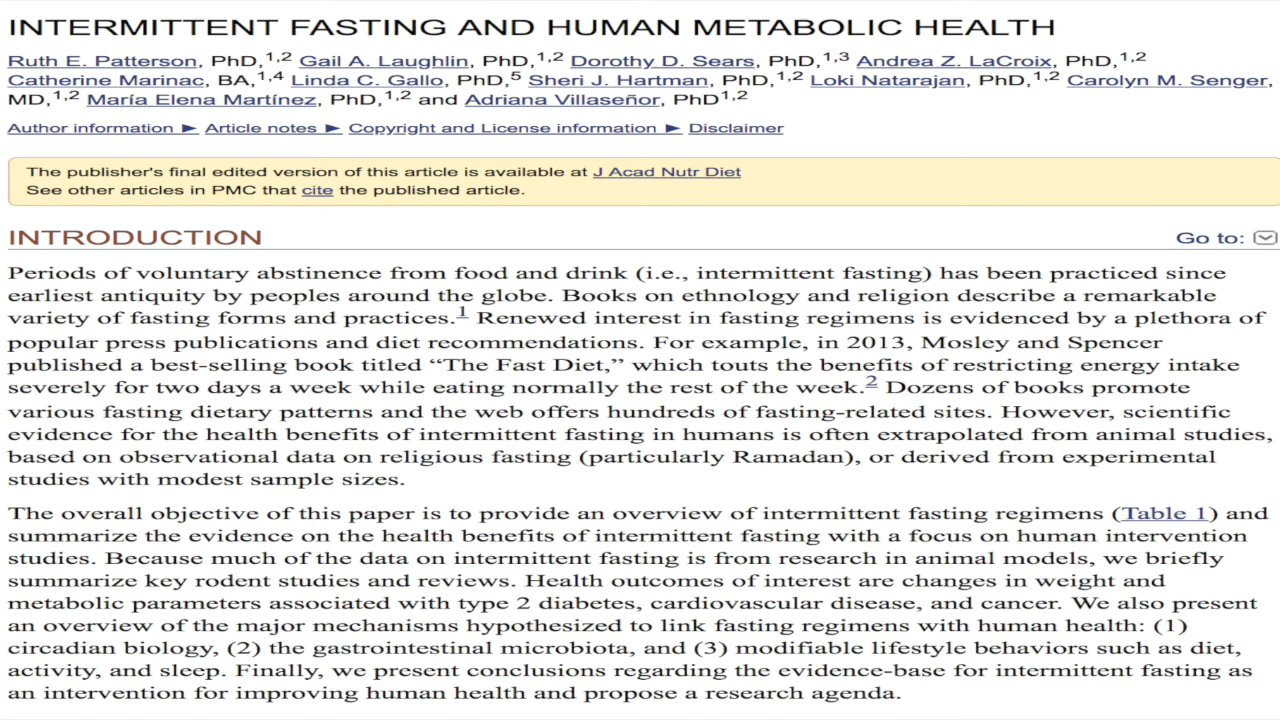 INTERMITTENT FASTING AND HUMAN METABOLIC HEALTH
Ruth E. Patterson, PhD,1,2 Gail A. Laughlin, PhD,1,2 Dorothy D. Sears, PhD,1,3 Andrea Z. LaCroix, PhD,1,2
Catherine Marinac, BA,1,4 Linda C. Gallo, PhD,5 Sheri J. Hartman, PhD,1,2 Loki Natarajan, PhD,1,2 Carolyn M. Senger,
MD,1,2 María Elena Martínez, PhD,1,2 and Adriana Villaseñor, PhD1,2
Author information ► Article notes ► Copyright and License information ► Disclaimer
The publisher's final edited version of this article is available at J Acad Nutr Diet
See other articles in PMC that cite the published article.
INTRODUCTION Go to:
Periods of voluntary abstinence from food and drink (i.e., intermittent fasting) has been practiced since
earliest antiquity by peoples around the globe. Books on ethnology and religion describe a remarkable
variety of fasting forms and practices.1 Renewed interest in fasting regimens is evidenced by a plethora of
popular press publications and diet recommendations. For example, in 2013, Mosley and Spencer
published a best-selling book titled “The Fast Diet,” which touts the benefits of restricting energy intake
severely for two days a week while eating normally the rest of the week.2 Dozens of books promote
various fasting dietary patterns and the web offers hundreds of fasting-related sites. However, scientific
evidence for the health benefits of intermittent fasting in humans is often extrapolated from animal studies,
based on observational data on religious fasting (particularly Ramadan), or derived from experimental
studies with modest sample sizes.
The overall objective of this paper is to provide an overview of intermittent fasting regimens (Table 1) and
summarize the evidence on the health benefits of intermittent fasting with a focus on human intervention
studies. Because much of the data on intermittent fasting is from research in animal models, we briefly
summarize key rodent studies and reviews. Health outcomes of interest are changes in weight and
metabolic parameters associated with type 2 diabetes, cardiovascular disease, and cancer. We also present
an overview of the major mechanisms hypothesized to link fasting regimens with human health: (1)
circadian biology, (2) the gastrointestinal microbiota, and (3) modifiable lifestyle behaviors such as diet,
activity, and sleep. Finally, we present conclusions regarding the evidence-base for intermittent fasting as
an intervention for improving human health and propose a research agenda.